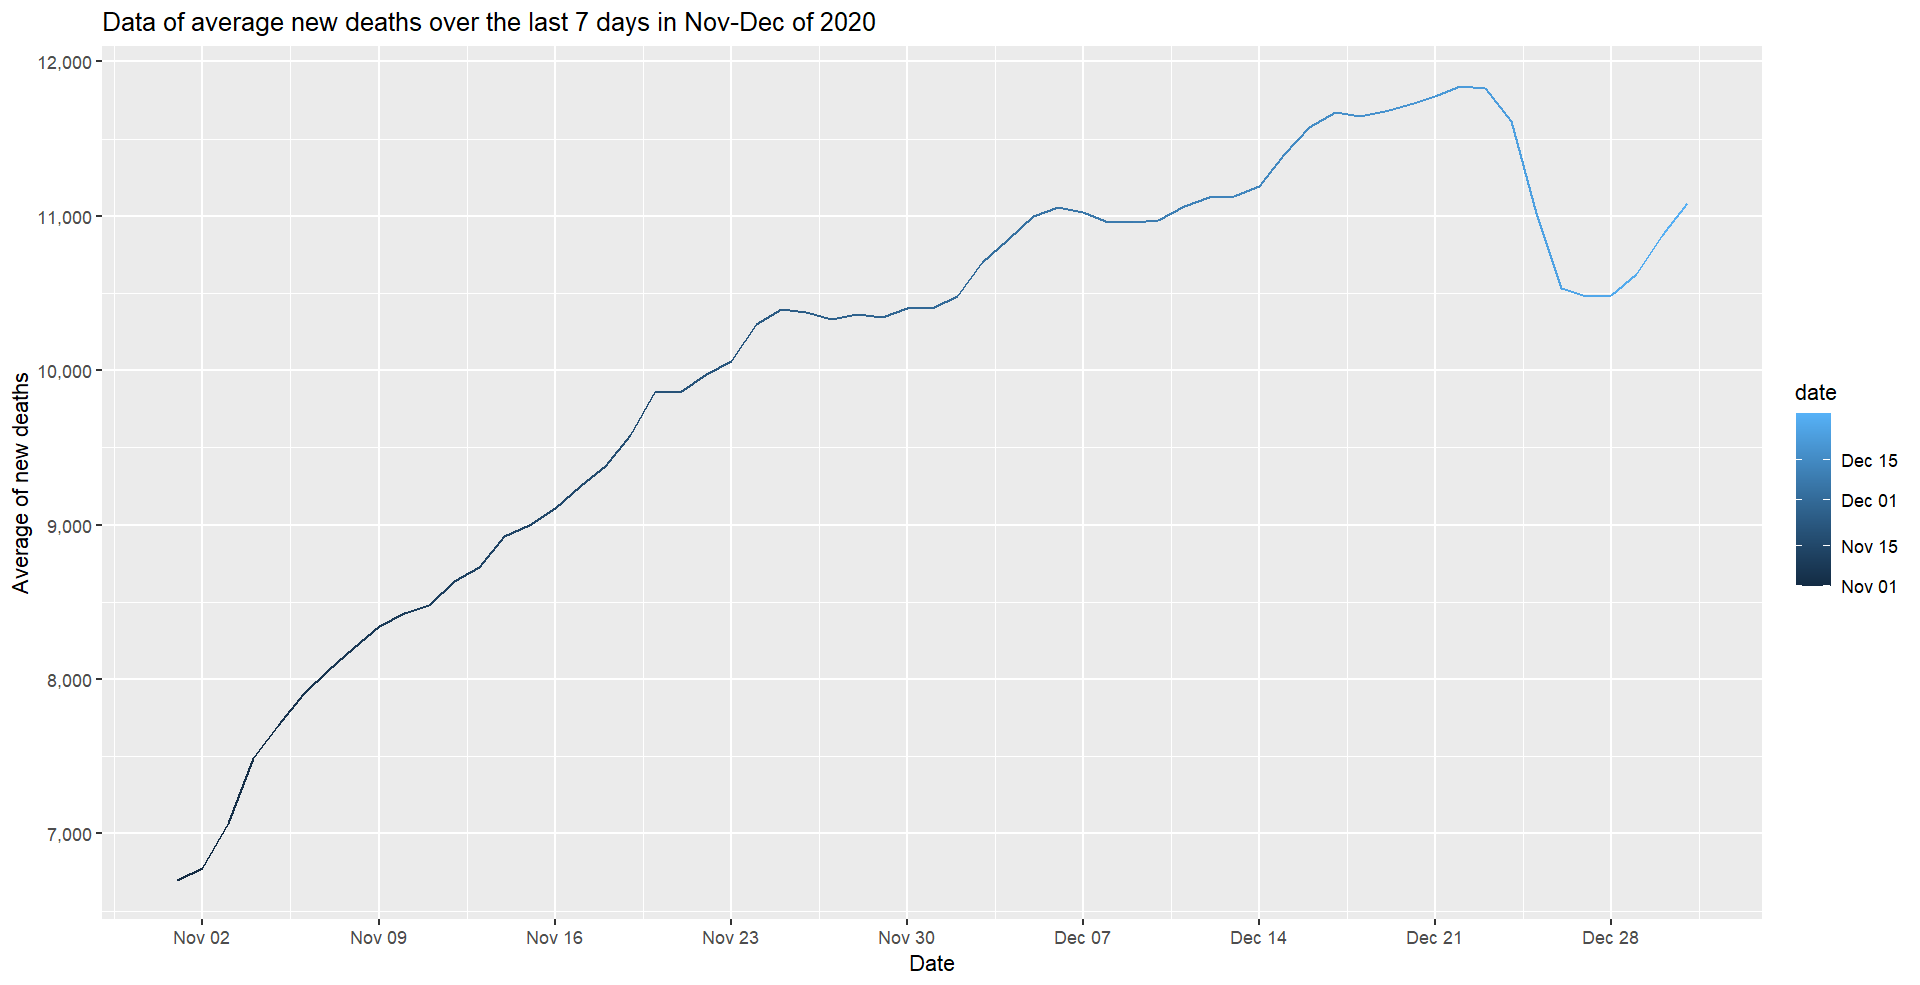 Data of average new deaths over the last 7 days in Nov-Dec of 2020
12,000
11,000
10,000
9,000
8,000
7,000
Average of new deaths
Nov 02
Nov 09
Nov 16
Nov 23
Nov 30
Dec 07
Dec 14
Dec 21
Dec 28
Date
date
Dec 15
Dec 01
Nov 15
Nov 01